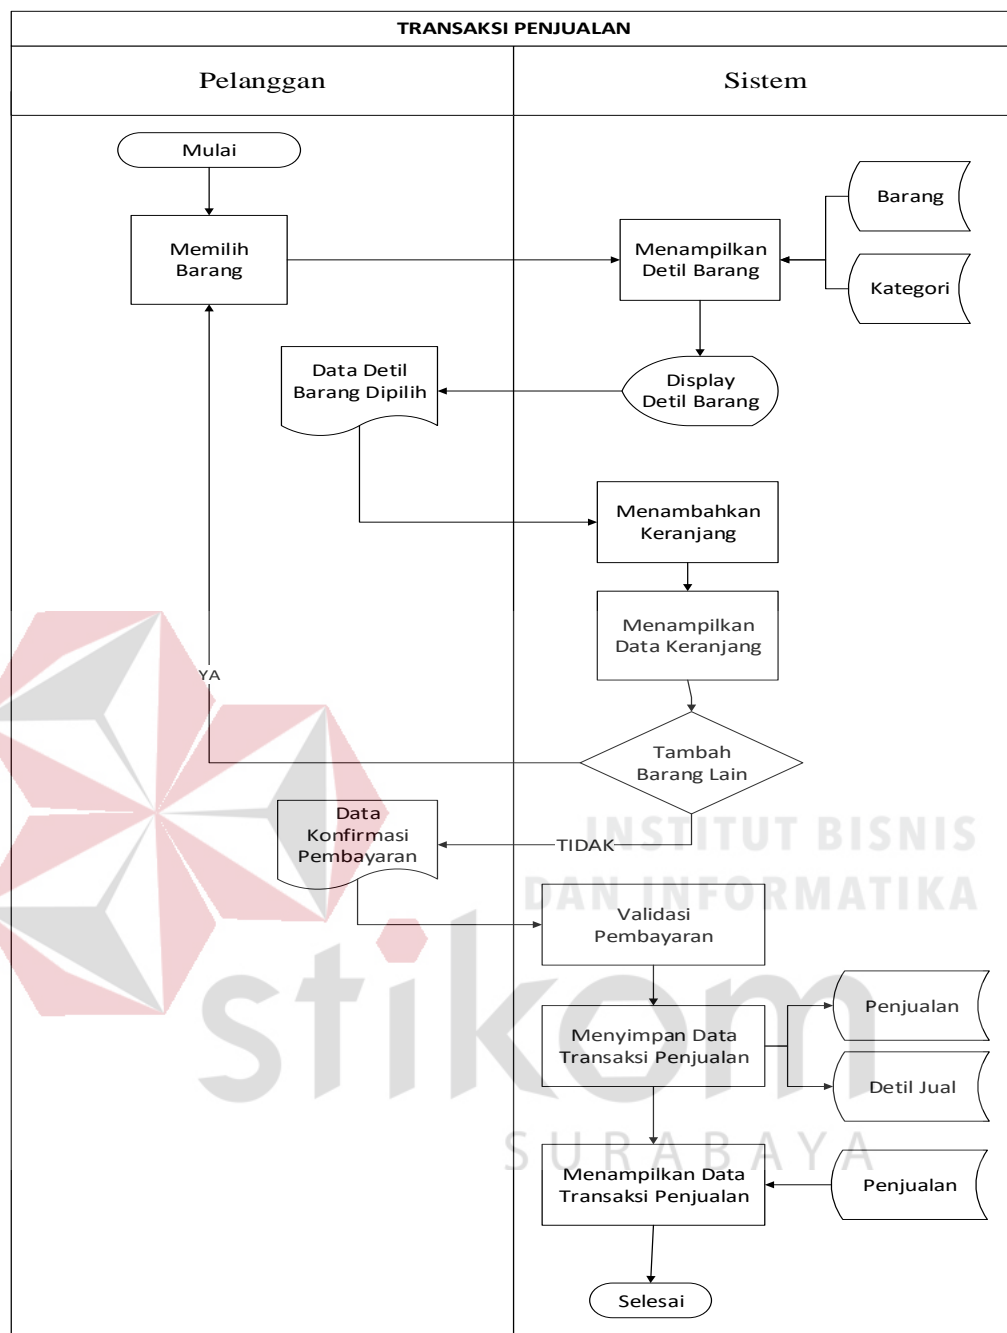 TRANSAKSI PENJUALAN
Pelanggan
Sistem
Mulai
Barang
Memilih
Barang
Menampilkan
Detil Barang
Kategori
Data Detil
Barang Dipilih
Display
Detil Barang
Menambahkan
Keranjang
Menampilkan
Data Keranjang
YA
Tambah
Barang Lain
Data
Konfirmasi
Pembayaran
TIDAK
INSTITUT BISNIS
DAN INFORMATIKA
Validasi
Pembayaran
stikom
Penjualan
Menyimpan Data
Transaksi Penjualan
Detil Jual
SURABAYA
Menampilkan Data
Transaksi Penjualan
Penjualan
Selesai